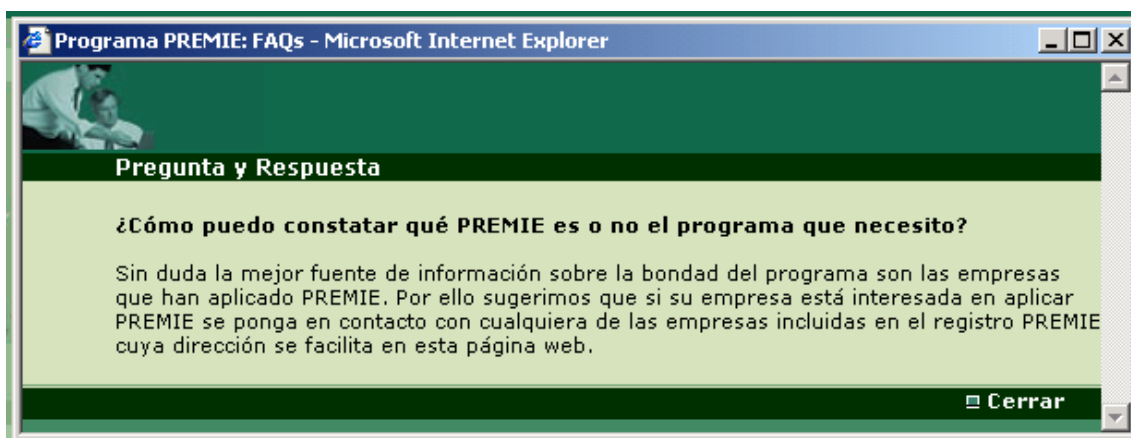 Programa PREMIE: FAQs - Microsoft Internet Explorer
Pregunta y Respuesta
¿Cómo puedo constatar qué PREMIE es o no el programa que necesito?
Sin duda la mejor fuente de información sobre la bondad del programa son las empresas
que han aplicado PREMIE. Por ello sugerimos que si su empresa está interesada en aplicar
PREMIE se ponga en contacto con cualquiera de las empresas incluidas en el registro PREMIE
cuya dirección se facilita en esta página web.
Cerrar